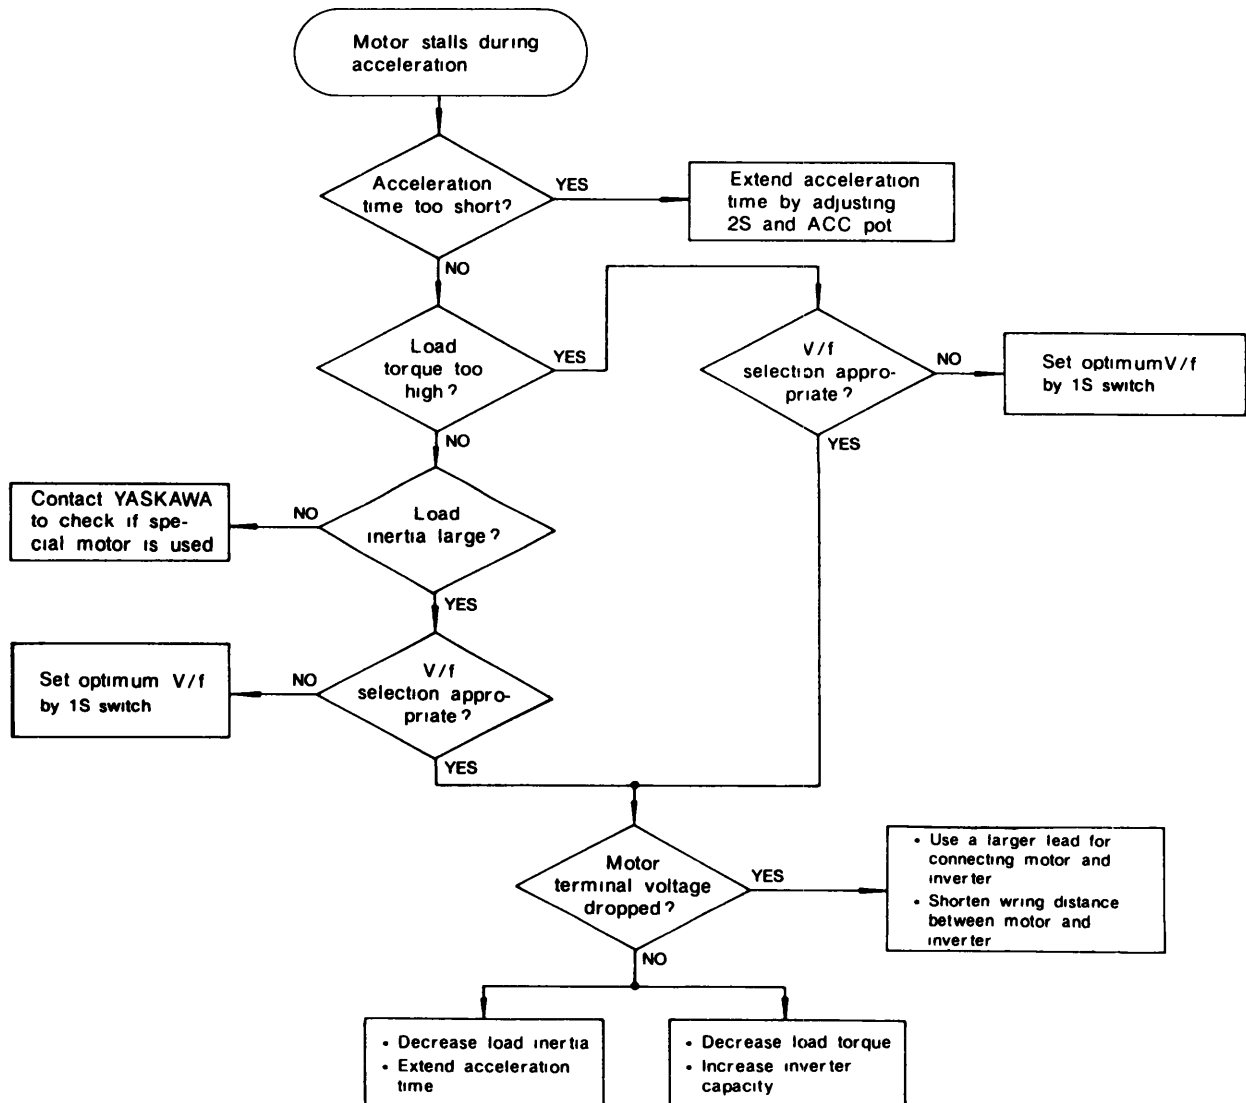 Motor stalls during
acceleration
Acceleration
time too short?
YES
Extend acceleration
time by adjusting
2S and ACC pot
NO
Load
torque too
high?
YES
V/f
selection appro-
priate?
NO
Set optimum V/f
by 1S switch
NO
YES
Contact YASKAWA
to check if spe-
cial motor is used
NO
Load
inertia large?
YES
Set optimum V/f
by 1S switch
NO
V/f
selection appro-
priate?
YES
Motor
terminal voltage
dropped?
YES
• Use a larger lead for
connecting motor and
inverter
• Shorten wring distance
between motor and
inverter
NO
• Decrease load inertia
• Extend acceleration
time
• Decrease load torque
• Increase inverter
capacity